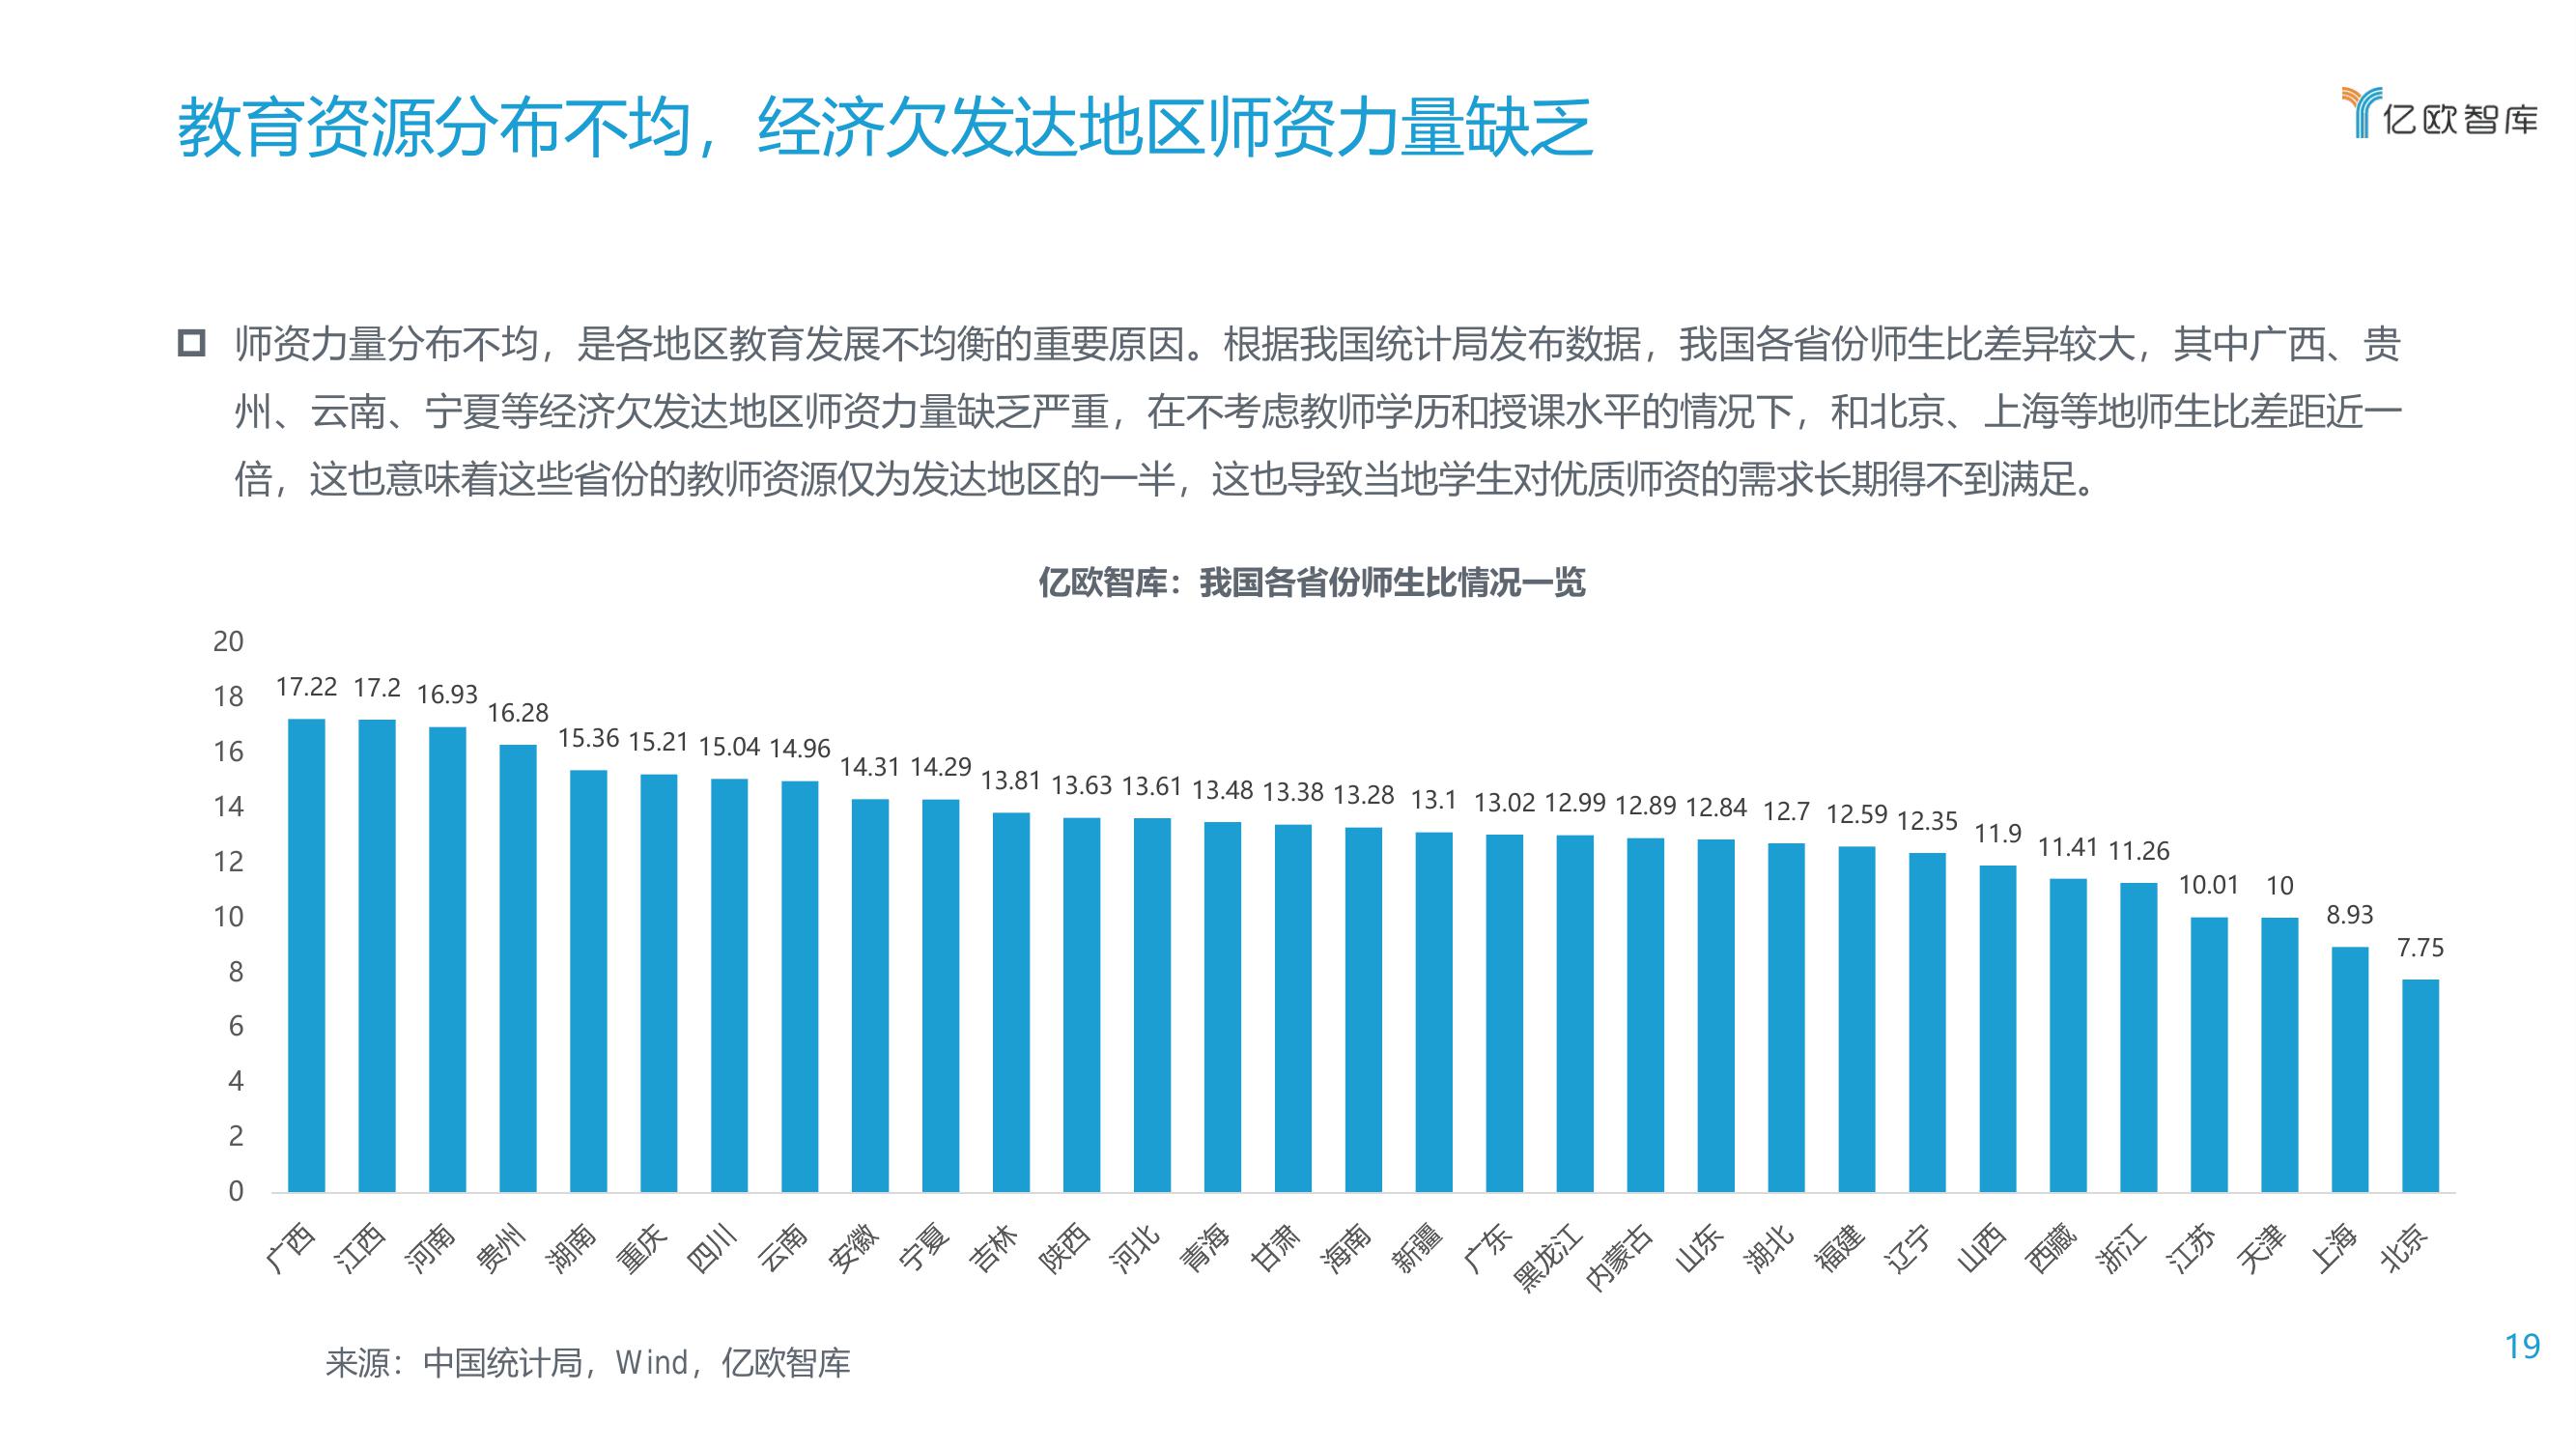 教育资源分布不均，经济欠发达地区师资力量缺乏
亿欧智库
师资力量分布不均，是各地区教育发展不均衡的重要原因。根据我国统计局发布数据，我国各省份师生比差异较大，其中广西、贵
州、云南、宁夏等经济欠发达地区师资力量缺乏严重，在不考虑教师学历和授课水平的情况下，和北京、上海等地师生比差距近一
倍，这也意味着这些省份的教师资源仅为发达地区的一半，这也导致当地学生对优质师资的需求长期得不到满足。
亿欧智库：我国各省份师生比情况一览
20
18
16
14
12
10
8
6
4
2
0
17.22 17.2 16.93 16.28 15.36 15.21 15.04 14.96 14.31 14.29 13.81 13.63 13.61 13.48 13.38 13.28 13.1 13.02 12.99 12.89 12.84 12.7 12.59 12.35 11.9 11.41 11.26 10.01 10 8.93 7.75
广西 江西 河南 贵州 湖南 重庆 四川 云南 安徽 宁夏 吉林 陕西 河北 青海 甘肃 海南 新疆 广东 黑龙江 内蒙古 山东 湖北 福建 辽宁 山西 西藏 浙江 江苏 天津 上海 北京
来源：中国统计局，Wind，亿欧智库
19